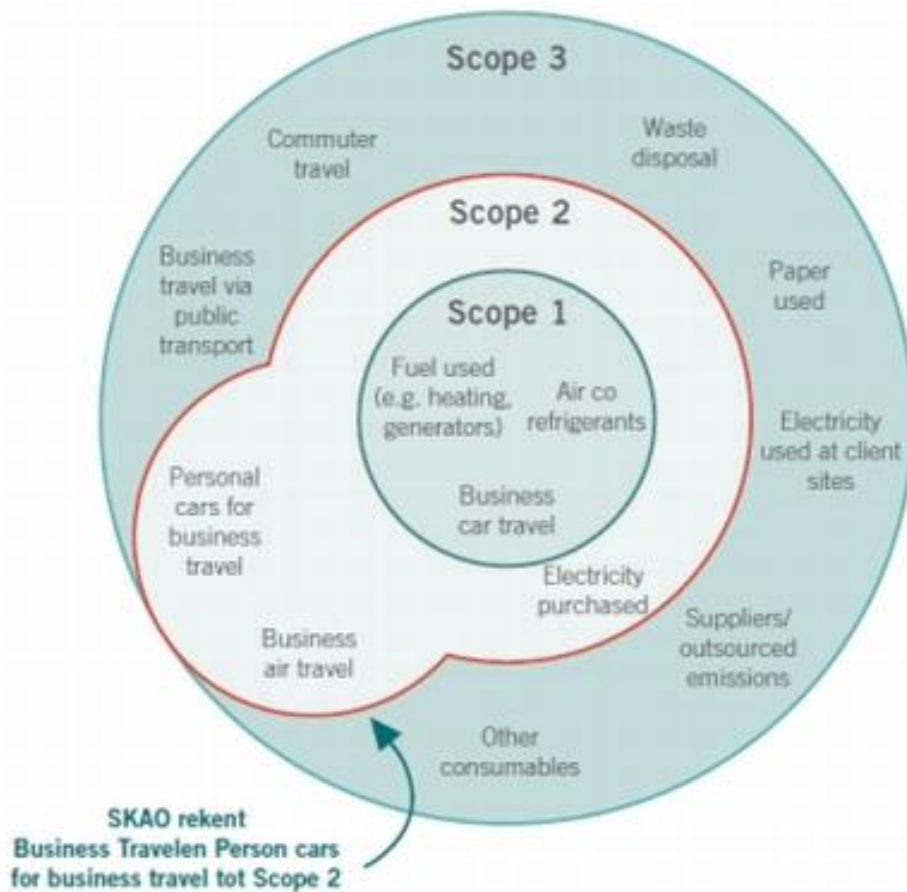 Scope 3
Commuter
travel
Waste
disposal
Scope 2
Business
travel via
public
transport
Paper
used
Scope 1
Fuel used
(e.g. heating,
generators)
Air co
refrigerants
Electricity
used at client
sites
Personal
cars for
business
travel
Business
car travel
Electricity
purchased
Business
air travel
Suppliers/
outsourced
emissions
Other
consumables
SKAO rekent
Business Travelen Person cars
for business travel tot Scope 2